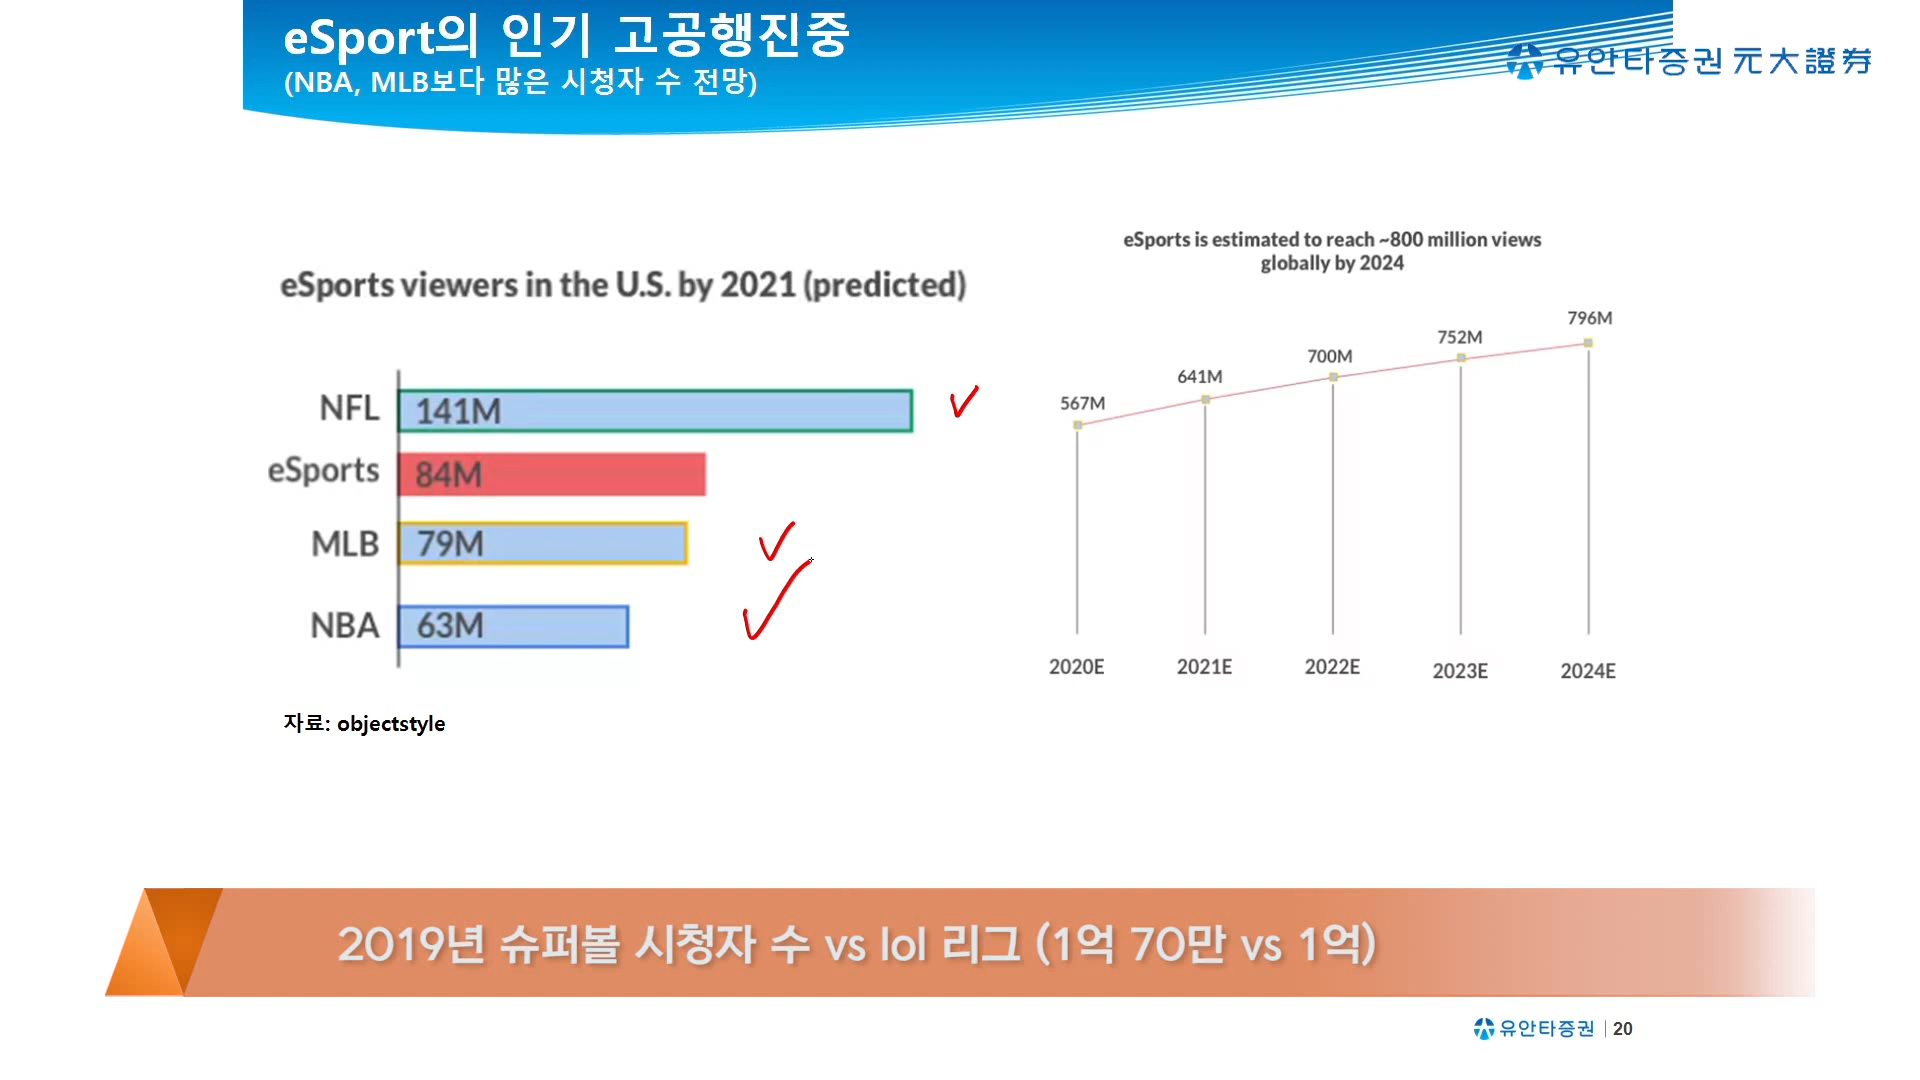 eSport의 인기 고공행진중
(NBA, MLB보다 많은 시청자 수 전망)
유안타증권 元大證券
eSports viewers in the U.S. by 2021 (predicted)
NFL 141M
eSports 84M
MLB 79M
NBA 63M
자료: objectstyle
eSports is estimated to reach ~800 million views
globally by 2024
567M 641M 700M 752M 796M
2020E 2021E 2022E 2023E 2024E
2019년 슈퍼볼 시청자 수 vs lol 리그 (1억 70만 vs 1억)
유안타증권 | 20